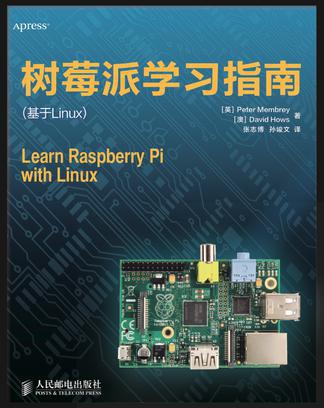 Apress®
树莓派学习指南
（基于Linux）
[英] Peter Membrey
[澳] David Hows 著
张志博 孙峻文 译
Learn Raspberry Pi
with Linux
人民邮电出版社
POSTS & TELECOM PRESS